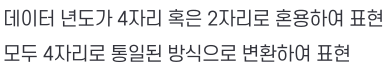 데이터 년도가 4자리 혹은 2자리로 혼용하여 표현
모두 4자리로 통일된 방식으로 변환하여 표현